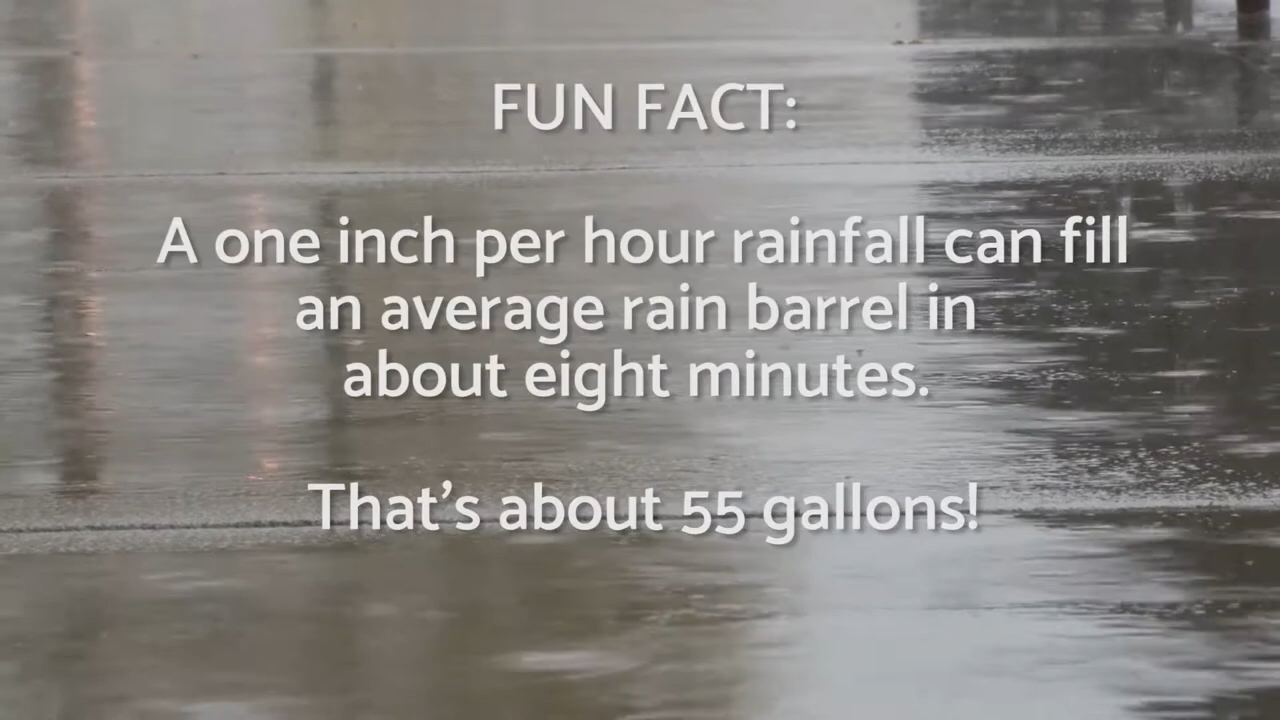 FUN FACT:
A one inch per hour rainfall can fill
an average rain barrel in
about eight minutes.
That's about 55 gallons!